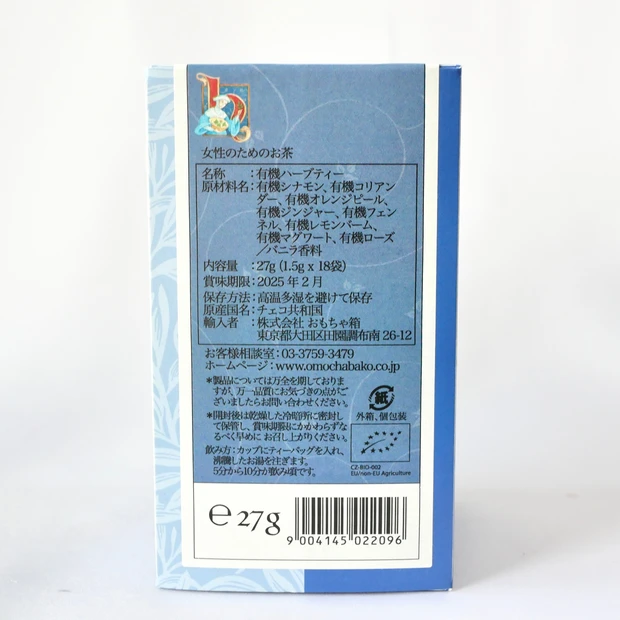 h
女性のためのお茶
名称　：有機ハーブティー
原材料名：有機シナモン、有機コリアン
ダー、有機オレンジピール、
有機ジンジャー、有機フェン
ネル、有機レモンバーム、
有機マグワート、有機ローズ
／バニラ香料
内容量　：27g (1.5g x 18袋)
賞味期限：2025 年 2 月
保存方法：高温多湿を避けて保存
原産国名：チェコ共和国
輸入者　：株式会社 おもちゃ箱
東京都大田区田園調布南 26-12
お客様相談室：03-3759-3479
ホームページ：www.omochabako.co.jp
*製品については万全を期しておりま
すが、万一品質にお気づきの点がご
ざいましたらお問い合わせください。
*開封後は乾燥した冷暗所に密封し
て保管し、賞味期限にかかわらずな
るべく早めに お召し上がりください。
飲み方：カップにティーバッグを入れ、
沸騰したお湯を注ぎます。
5分から10分が飲み頃です。
紙
外箱、個包装
CZ-BIO-002
EU/non-EU Agriculture
℮ 27g
9 004145 022096